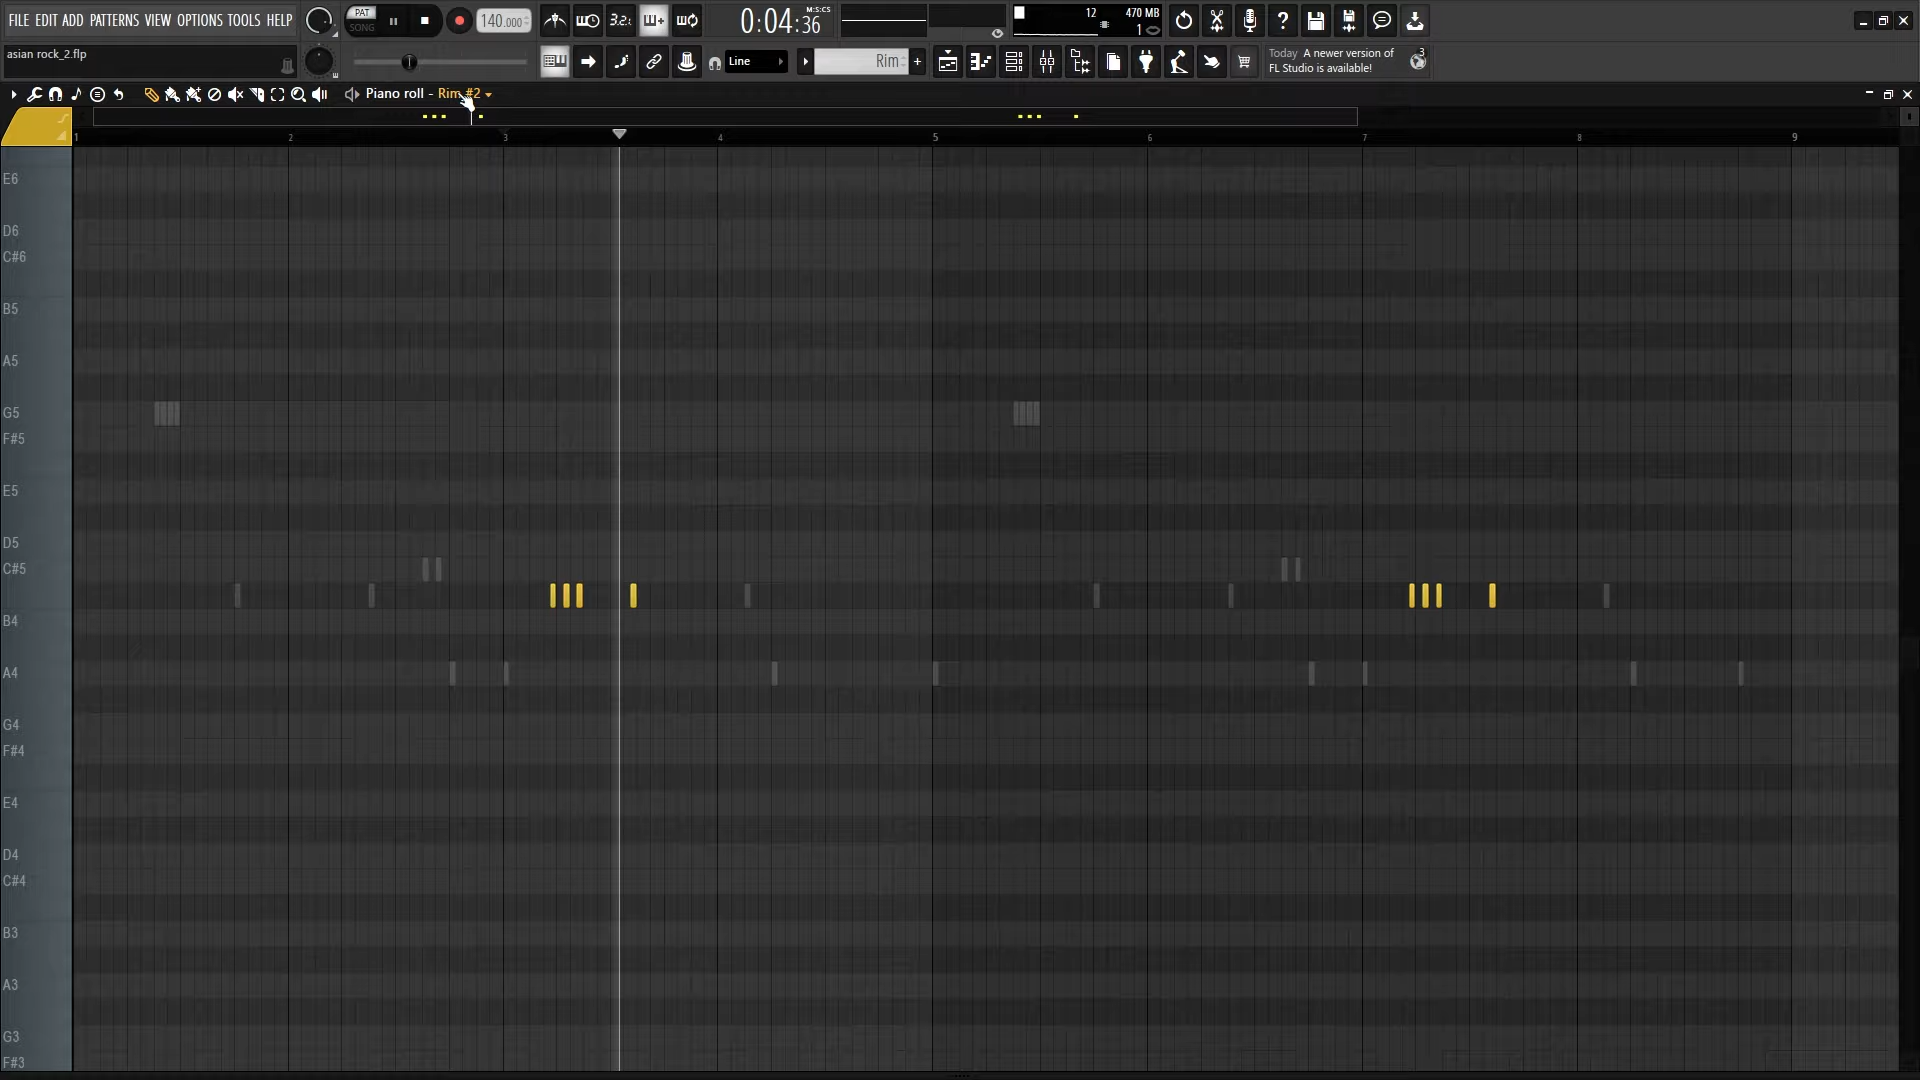 FILE EDIT ADD PATTERNS VIEW OPTIONS TOOLS HELP
PAT
SONG
140.000
3.2.
M:S:CS
0:04:36
12
470 MB
1
asian rock_2.flp
Line
Rim
+
Today A newer version of
FL Studio is available!
3
Piano roll - Rim #2
1 2 3 4 5 6 7 8 9
E6
D6
C#6
B5
A5
G5
F#5
E5
D5
C#5
B4
A4
G4
F#4
E4
D4
C#4
B3
A3
G3
F#3